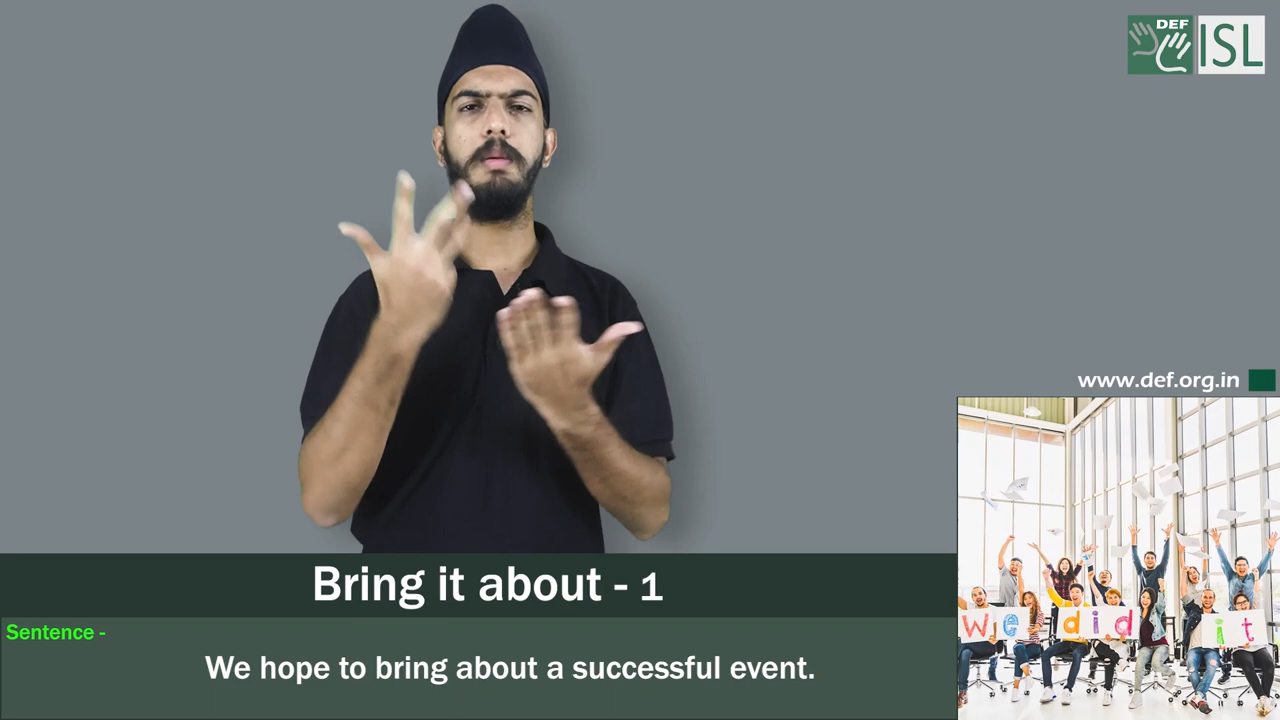 DEF
ISL
www.def.org.in
We did it
Bring it about - 1
Sentence -
We hope to bring about a successful event.